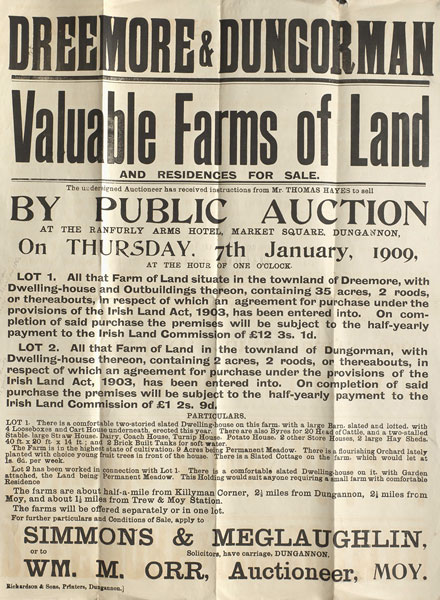 DREEMORE & DUNGORMAN
Valuable Farms of Land
AND RESIDENCES FOR SALE.
The undersigned Auctioneer has received instructions from Mr. THOMAS HAYES to sell
BY PUBLIC AUCTION
AT THE RANFURLY ARMS HOTEL, MARKET SQUARE, DUNGANNON,
On THURSDAY, 7th January, 1909,
AT THE HOUR OF ONE O'CLOCK.
LOT 1. All that Farm of Land situate in the townland of Dreemore, with
Dwelling-house and Outbuildings thereon, containing 35 acres, 2 roods,
or thereabouts, in respect of which an agreement for purchase under the
provisions of the Irish Land Act, 1903, has been entered into. On com-
pletion of said purchase the premises will be subject to the half-yearly
payment to the Irish Land Commission of £12 3s. 1d.
LOT 2. All that Farm of Land in the townland of Dungorman, with
Dwelling-house thereon, containing 2 acres, 2 roods, or thereabouts, in
respect of which an agreement for purchase under the provisions of the
Irish Land Act, 1903, has been entered into. On completion of said
purchase the premises will be subject to the half-yearly payment to the
Irish Land Commission of £1 2s. 9d.
PARTICULARS.
LOT 1. There is a comfortable two-storied slated Dwelling-house on this farm. with a large Barn, slated and lofted. with
4 Looseboxes and Cart House underneath, erected this year. There are also Byres for 20 Head of Cattle, and a two-stalled
Stable, large Straw House, Dairy, Coach House, Turnip House. Potato House. 2 other Store Houses, 2 large Hay Sheds,
40 ft. x 20 ft. x 14 ft.; and 2 Brick Built Tanks for soft water.
The Farm is in the highest state of cultivation. 9 Acres being Permanent Meadow. There is a flourishing Orchard lately
planted with choice young fruit trees in front of the house. There is a Slated Cottage on the farm, which would let at
1s. 6d. per week.
Lot 2 has been worked in connection with Lot 1. There is a comfortable slated Dwelling-house on it. with Garden
attached, the Land being Permanent Meadow. This Holding would suit anyone requiring a small farm with comfortable
Residence
The farms are about half-a-mile from Killyman Corner, 2½ miles from Dungannon, 2½ miles from
Moy, and about 1½ miles from Trew & Moy Station.
The farms will be offered separately or in one lot.
For further particulars and Conditions of Sale, apply to
SIMMONS & MEGLAUGHLIN,
Solicitors, have carriage, DUNGANNON.
or to
WM. M. ORR, Auctioneer, MOY.
Richardson & Sons, Printers, Dungannon.]